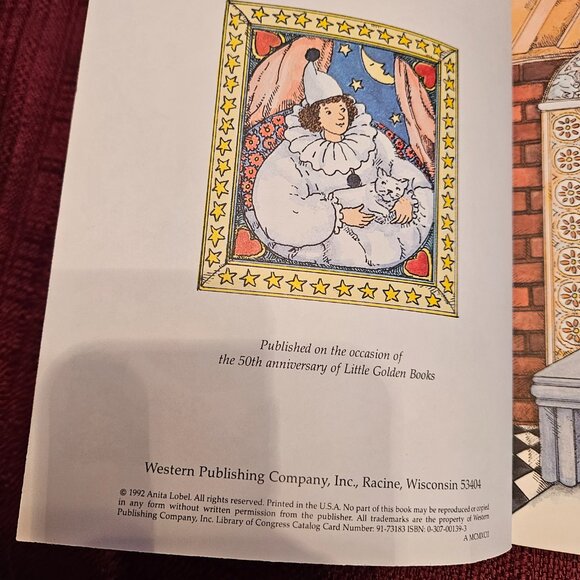 Published on the occasion of
the 50th anniversary of Little Golden Books
Western Publishing Company, Inc., Racine, Wisconsin 53404
© 1992 Anita Lobel. All rights reserved. Printed in the U.S.A. No part of this book may be reproduced or copied
in any form without written permission from the publisher. All trademarks are the property of Western
Publishing Company, Inc. Library of Congress Catalog Card Number: 91-73183 ISBN: 0-307-00139-3
A MCMXCII